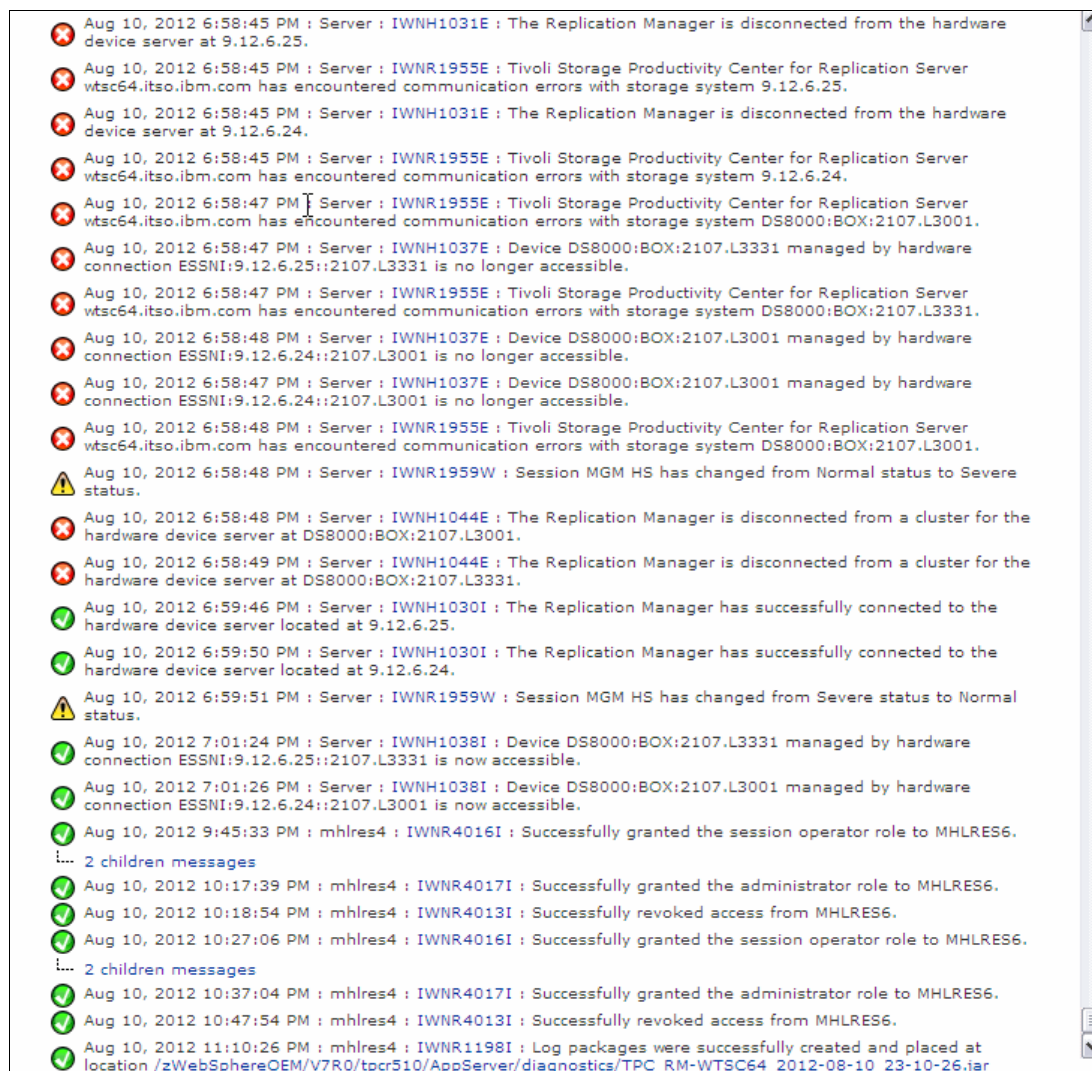 Aug 10, 2012 6:58:45 PM : Server : IWNH1031E : The Replication Manager is disconnected from the hardware
device server at 9.12.6.25.
Aug 10, 2012 6:58:45 PM : Server : IWNR1955E : Tivoli Storage Productivity Center for Replication Server
wtsc64.itso.ibm.com has encountered communication errors with storage system 9.12.6.25.
Aug 10, 2012 6:58:45 PM : Server : IWNH1031E : The Replication Manager is disconnected from the hardware
device server at 9.12.6.24.
Aug 10, 2012 6:58:45 PM : Server : IWNR1955E : Tivoli Storage Productivity Center for Replication Server
wtsc64.itso.ibm.com has encountered communication errors with storage system 9.12.6.24.
Aug 10, 2012 6:58:47 PM : Server : IWNR1955E : Tivoli Storage Productivity Center for Replication Server
wtsc64.itso.ibm.com has encountered communication errors with storage system DS8000:BOX:2107.L3001.
Aug 10, 2012 6:58:47 PM : Server : IWNH1037E : Device DS8000:BOX:2107.L3331 managed by hardware
connection ESSNI:9.12.6.25::2107.L3331 is no longer accessible.
Aug 10, 2012 6:58:47 PM : Server : IWNR1955E : Tivoli Storage Productivity Center for Replication Server
wtsc64.itso.ibm.com has encountered communication errors with storage system DS8000:BOX:2107.L3331.
Aug 10, 2012 6:58:48 PM : Server : IWNH1037E : Device DS8000:BOX:2107.L3001 managed by hardware
connection ESSNI:9.12.6.24::2107.L3001 is no longer accessible.
Aug 10, 2012 6:58:47 PM : Server : IWNH1037E : Device DS8000:BOX:2107.L3001 managed by hardware
connection ESSNI:9.12.6.24::2107.L3001 is no longer accessible.
Aug 10, 2012 6:58:48 PM : Server : IWNR1955E : Tivoli Storage Productivity Center for Replication Server
wtsc64.itso.ibm.com has encountered communication errors with storage system DS8000:BOX:2107.L3001.
Aug 10, 2012 6:58:48 PM : Server : IWNR1959W : Session MGM HS has changed from Normal status to Severe
status.
Aug 10, 2012 6:58:48 PM : Server : IWNH1044E : The Replication Manager is disconnected from a cluster for the
hardware device server at DS8000:BOX:2107.L3001.
Aug 10, 2012 6:58:49 PM : Server : IWNH1044E : The Replication Manager is disconnected from a cluster for the
hardware device server at DS8000:BOX:2107.L3331.
Aug 10, 2012 6:59:46 PM : Server : IWNH1030I : The Replication Manager has successfully connected to the
hardware device server located at 9.12.6.25.
Aug 10, 2012 6:59:50 PM : Server : IWNH1030I : The Replication Manager has successfully connected to the
hardware device server located at 9.12.6.24.
Aug 10, 2012 6:59:51 PM : Server : IWNR1959W : Session MGM HS has changed from Severe status to Normal
status.
Aug 10, 2012 7:01:24 PM : Server : IWNH1038I : Device DS8000:BOX:2107.L3331 managed by hardware
connection ESSNI:9.12.6.25::2107.L3331 is now accessible.
Aug 10, 2012 7:01:26 PM : Server : IWNH1038I : Device DS8000:BOX:2107.L3001 managed by hardware
connection ESSNI:9.12.6.24::2107.L3001 is now accessible.
Aug 10, 2012 9:45:33 PM : mhlres4 : IWNR4016I : Successfully granted the session operator role to MHLRES6.
2 children messages
Aug 10, 2012 10:17:39 PM : mhlres4 : IWNR4017I : Successfully granted the administrator role to MHLRES6.
Aug 10, 2012 10:18:54 PM : mhlres4 : IWNR4013I : Successfully revoked access from MHLRES6.
Aug 10, 2012 10:27:06 PM : mhlres4 : IWNR4016I : Successfully granted the session operator role to MHLRES6.
2 children messages
Aug 10, 2012 10:37:04 PM : mhlres4 : IWNR4017I : Successfully granted the administrator role to MHLRES6.
Aug 10, 2012 10:47:54 PM : mhlres4 : IWNR4013I : Successfully revoked access from MHLRES6.
Aug 10, 2012 11:10:26 PM : mhlres4 : IWNR1198I : Log packages were successfully created and placed at
location /zWebSphereOEM/V7R0/tpcr510/AppServer/diagnostics/TPC_RM-WTSC64_2012-08-10_23-10-26.jar